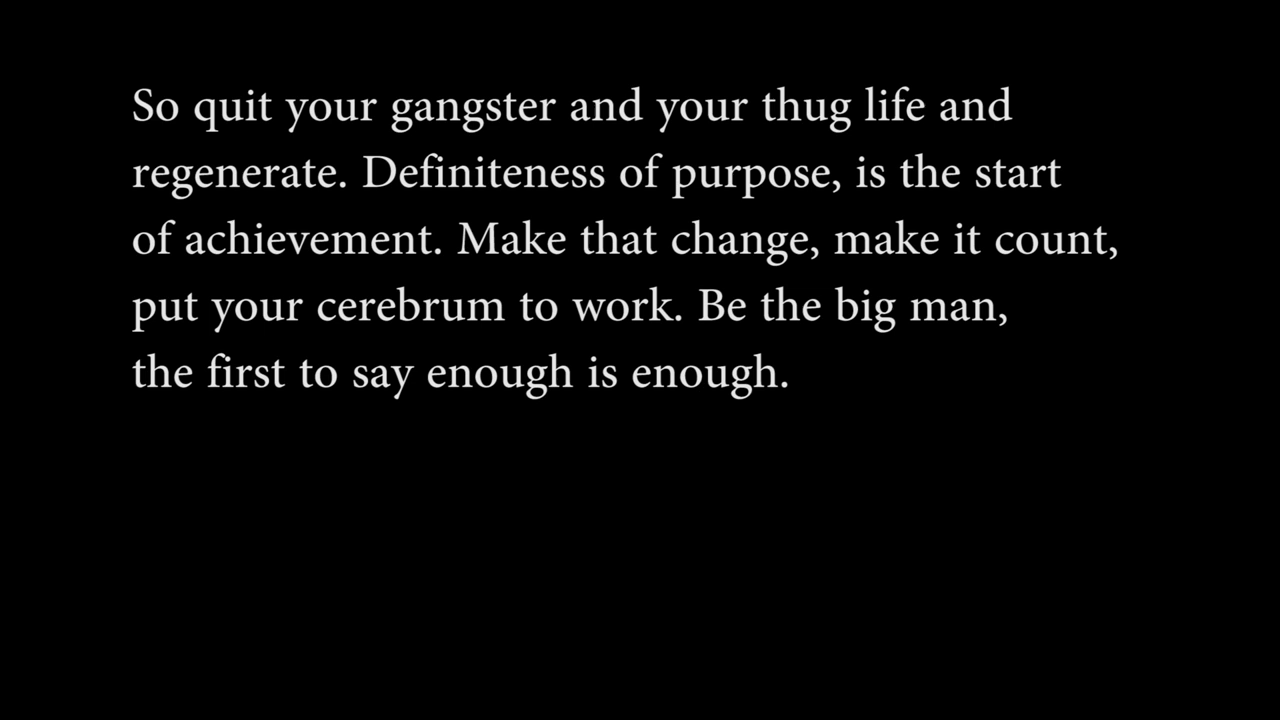 So quit your gangster and your thug life and
regenerate. Definiteness of purpose, is the start
of achievement. Make that change, make it count,
put your cerebrum to work. Be the big man,
the first to say enough is enough.